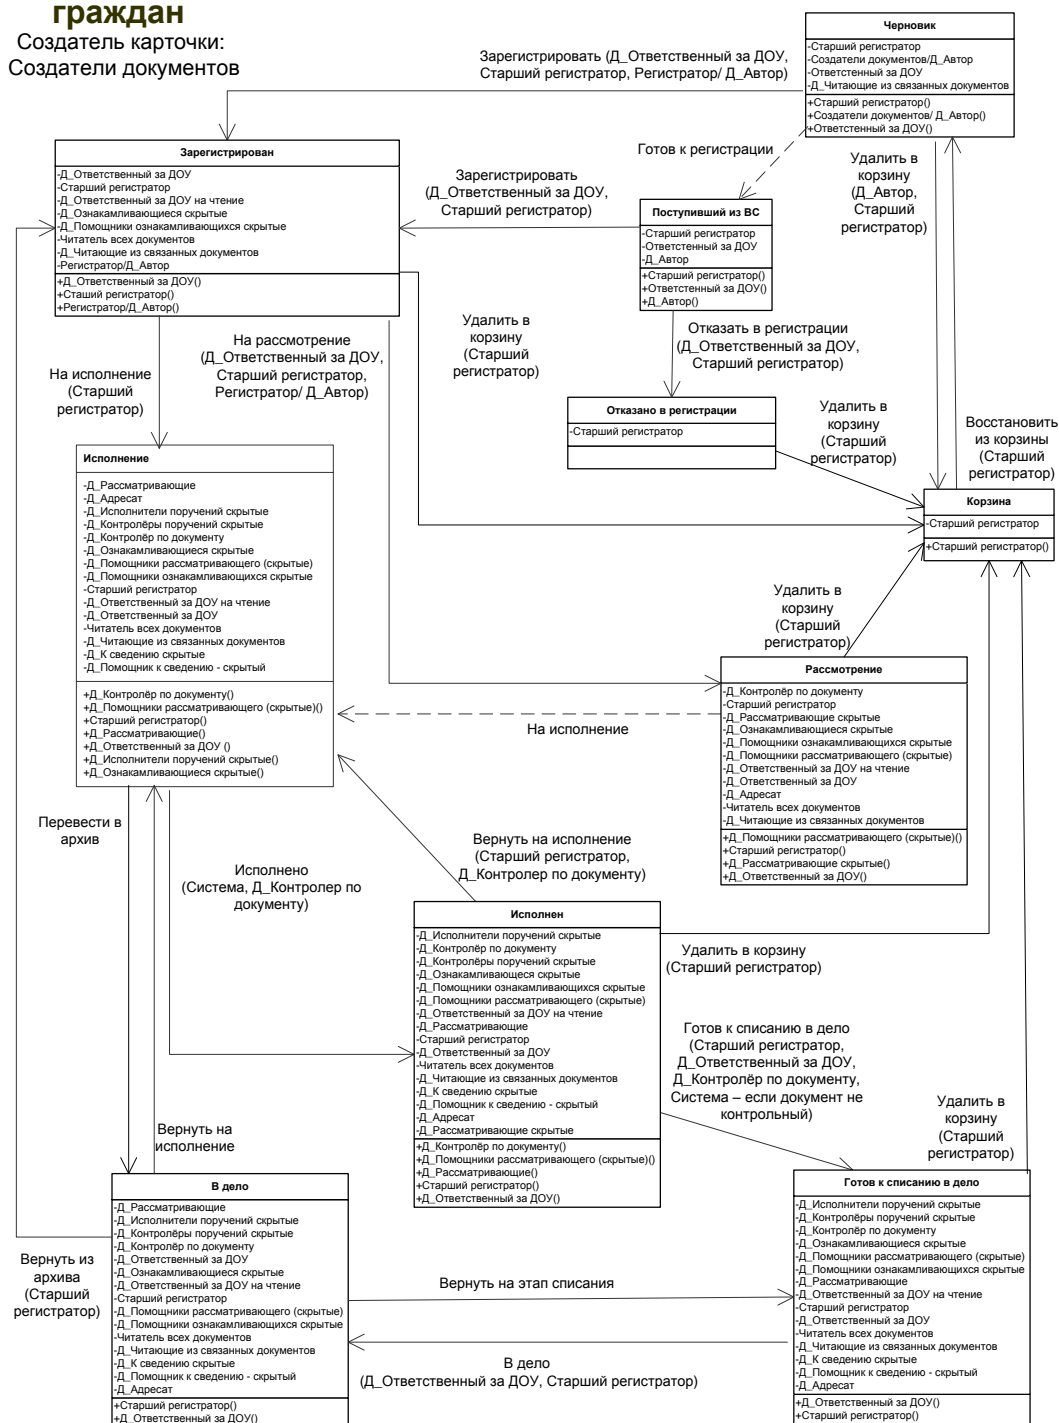 граждан
Создатель карточки:
Создатели документов
Зарегистрировать (Д_Ответственный за ДОУ,
Старший регистратор, Регистратор/ Д_Автор)
Черновик
-Старший регистратор
-Создатели документов/Д_Автор
-Ответстенный за ДОУ
-Д_Читающие из связанных документов
+Старший регистратор()
+Создатели документов/ Д_Автор()
+Ответстенный за ДОУ()
Готов к регистрации
Удалить в
корзину
(Д_Автор,
Старший
регистратор)
Зарегистрирован
-Д_Ответственный за ДОУ
-Старший регистратор
-Д_Ответственный за ДОУ на чтение
-Д_Ознакамливающиеся скрытые
-Д_Помощники ознакамливающихся скрытые
-Читатель всех документов
-Д_Читающие из связанных документов
-Регистратор/Д_Автор
+Д_Ответственный за ДОУ()
+Сташий регистратор()
+Регистратор/Д_Автор()
Зарегистрировать
(Д_Ответственный за ДОУ,
Старший регистратор)
Поступивший из ВС
-Старший регистратор
-Ответстенный за ДОУ
-Д_Автор
+Старший регистратор()
+Ответстенный за ДОУ()
+Д_Автор()
На исполнение
(Старший
регистратор)
На рассмотрение
(Д_Ответственный за ДОУ,
Старший регистратор,
Регистратор/ Д_Автор)
Удалить в
корзину
(Старший
регистратор)
Отказать в регистрации
(Д_Ответственный за ДОУ,
Старший регистратор)
Отказано в регистрации
-Старший регистратор
Удалить в
корзину
(Старший
регистратор)
Восстановить
из корзины
(Старший
регистратор)
Корзина
-Старший регистратор
+Старший регистратор()
Исполнение
-Д_Рассматривающие
-Д_Адресат
-Д_Исполнители поручений скрытые
-Д_Контролёры поручений скрытые
-Д_Контролёр по документу
-Д_Ознакамливающиеся скрытые
-Д_Помощники рассматривающего (скрытые)
-Д_Помощники ознакамливающихся скрытые
-Старший регистратор
-Д_Ответственный за ДОУ на чтение
-Д_Ответственный за ДОУ
-Читатель всех документов
-Д_Читающие из связанных документов
-Д_К сведению скрытые
-Д_Помощник к сведению - скрытый
+Д_Контролёр по документу()
+Д_Помощники рассматривающего (скрытые)()
+Старший регистратор()
+Д_Рассматривающие()
+Д_Ответственный за ДОУ ()
+Д_Исполнители поручений скрытые()
+Д_Ознакамливающиеся скрытые()
Удалить в
корзину
(Старший
регистратор)
Рассмотрение
-Д_Контролёр по документу
-Старший регистратор
-Д_Рассматривающие скрытые
-Д_Ознакамливающиеся скрытые
-Д_Помощники ознакамливающихся скрытые
-Д_Помощники рассматривающего (скрытые)
-Д_Ответственный за ДОУ на чтение
-Д_Ответственный за ДОУ
-Д_Адресат
-Читатель всех документов
-Д_Читающие из связанных документов
+Д_Помощники рассматривающего (скрытые)()
+Старший регистратор()
+Д_Рассматривающие скрытые()
+Д_Ответственный за ДОУ()
На исполнение
Перевести в
архив
Исполнено
(Система, Д_Контролер по
документу)
Вернуть на исполнение
(Старший регистратор,
Д_Контролер по документу)
Исполнен
-Д_Исполнители поручений скрытые
-Д_Контролёр по документу
-Д_Контролёры поручений скрытые
-Д_Ознакамливающеся скрытые
-Д_Помощники ознакамливающихся скрытые
-Д_Помощники рассматривающего (скрытые)
-Д_Ответственный за ДОУ на чтение
-Д_Рассматривающие
-Старший регистратор
-Д_Ответственный за ДОУ
-Читатель всех документов
-Д_Читающие из связанных документов
-Д_К сведению скрытые
-Д_Помощник к сведению - скрытый
-Д_Адресат
-Д_Рассматривающие скрытые
+Д_Контролёр по документу()
+Д_Помощники рассматривающего (скрытые)()
+Д_Рассматривающие()
+Старший регистратор()
+Д_Ответственный за ДОУ()
Удалить в корзину
(Старший регистратор)
Готов к списанию в дело
(Старший регистратор,
Д_Ответственный за ДОУ,
Д_Контролёр по документу,
Система – если документ не
контрольный)
Удалить в
корзину
(Старший
регистратор)
Вернуть на
исполнение
В дело
-Д_Рассматривающие
-Д_Исполнители поручений скрытые
-Д_Контролёры поручений скрытые
-Д_Контролёр по документу
-Д_Ответственный за ДОУ
-Д_Ознакамливающиеся скрытые
-Д_Ответственный за ДОУ на чтение
-Старший регистратор
-Д_Помощники рассматривающего (скрытые)
-Д_Помощники ознакамливающихся скрытые
-Читатель всех документов
-Д_Читающие из связанных документов
-Д_К сведению скрытые
-Д_Помощник к сведению - скрытый
-Д_Адресат
+Старший регистратор()
+Д_Ответственный за ДОУ()
Вернуть из
архива
(Старший
регистратор)
Вернуть на этап списания
В дело
(Д_Ответственный за ДОУ, Старший регистратор)
Готов к списанию в дело
-Д_Исполнители поручений скрытые
-Д_Контролёры поручений скрытые
-Д_Контролёр по документу
-Д_Ознакамливающиеся скрытые
-Д_Помощники рассматривающего (скрытые)
-Д_Помощники ознакамливающихся скрытые
-Д_Рассматривающие
-Д_Ответственный за ДОУ на чтение
-Старший регистратор
-Д_Ответственный за ДОУ
-Читатель всех документов
-Д_Читающие из связанных документов
-Д_К сведению скрытые
-Д_Помощник к сведению - скрытый
-Д_Адресат
+Д_Ответственный за ДОУ()
+Старший регистратор()